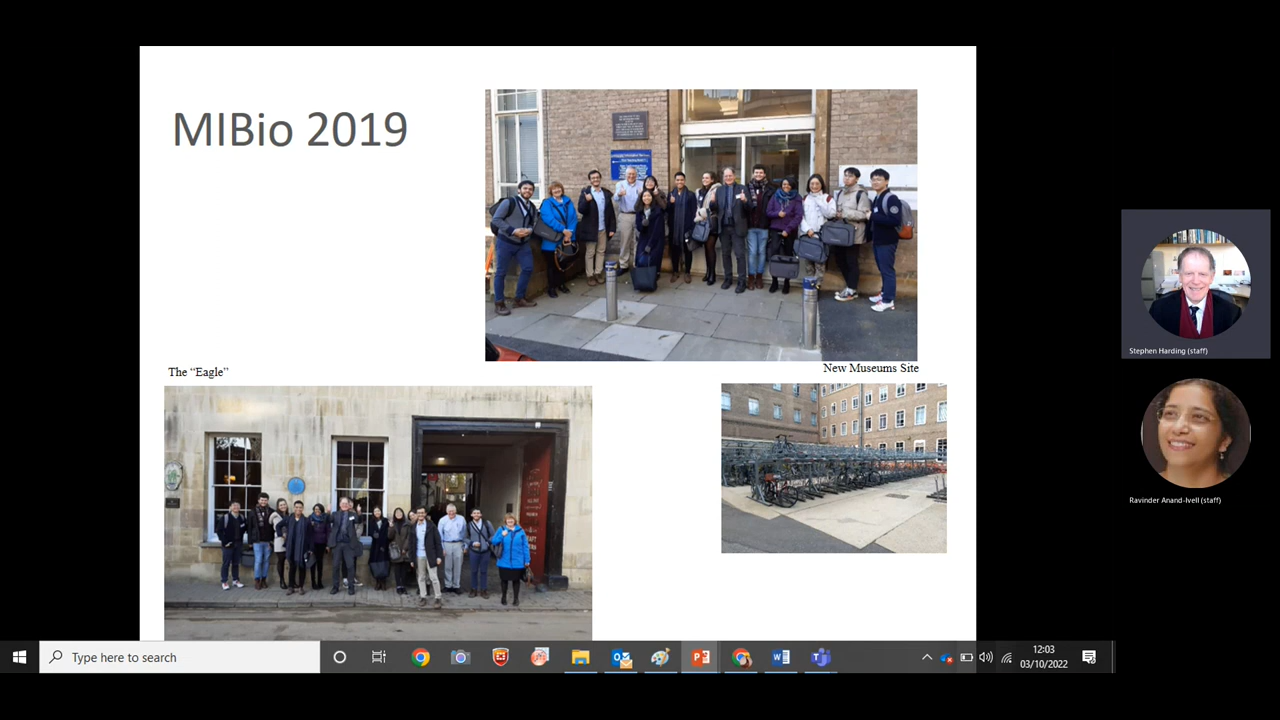 MIBio 2019
The “Eagle”
New Museums Site
Stephen Harding (staff)
Ravinder Anand-Ivell (staff)
Type here to search
12:03
03/10/2022